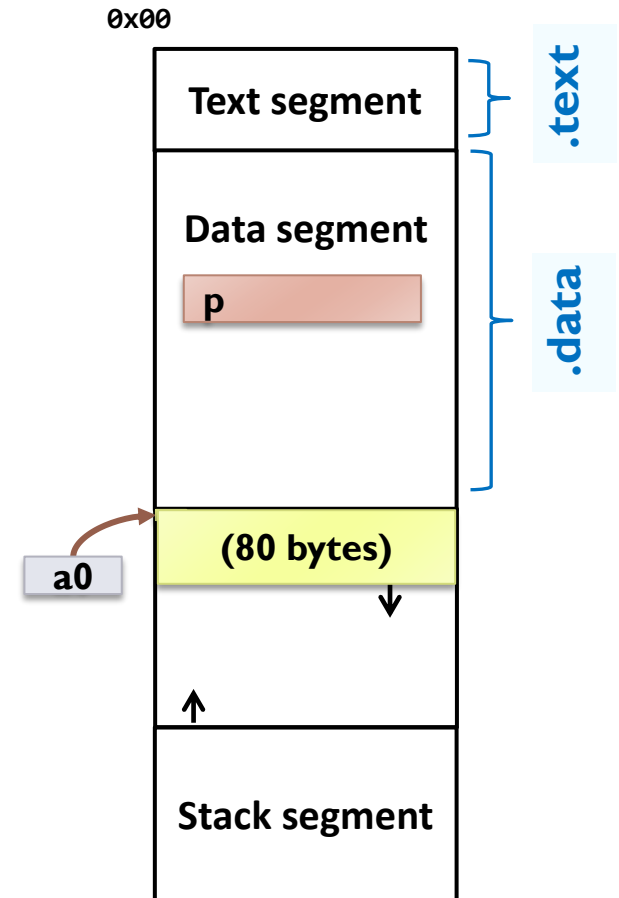 0x00
Text segment
.text
Data segment
p
.data
(80 bytes)
a0
Stack segment